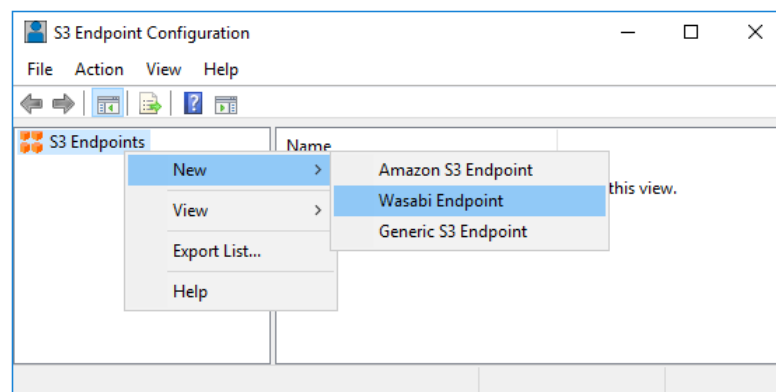 S3 Endpoint Configuration
File Action View Help
S3 Endpoints
Name
New
Amazon S3 Endpoint
this view.
Wasabi Endpoint
View
Generic S3 Endpoint
Export List...
Help